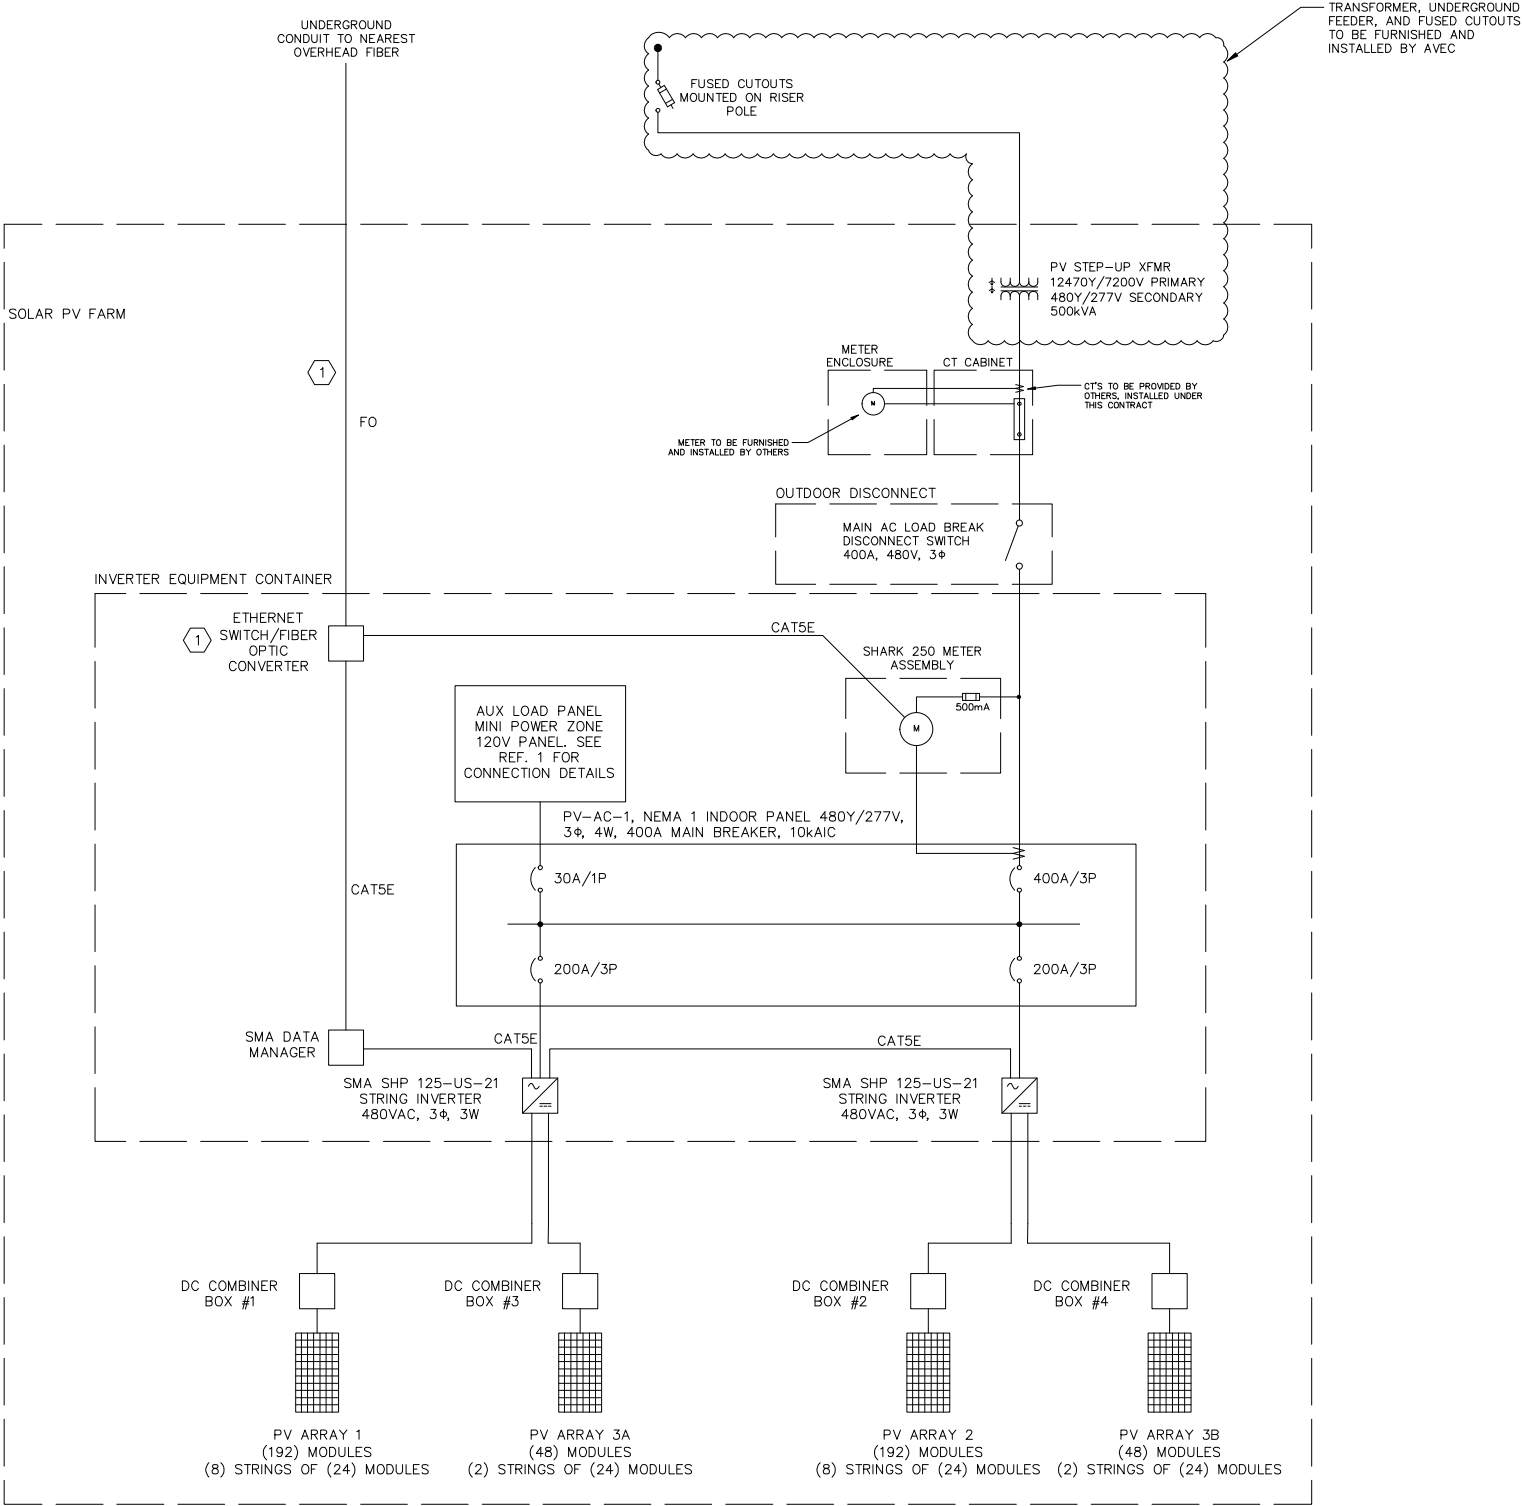 UNDERGROUND
CONDUIT TO NEAREST
OVERHEAD FIBER
TRANSFORMER, UNDERGROUND
FEEDER, AND FUSED CUTOUTS
TO BE FURNISHED AND
INSTALLED BY AVEC
FUSED CUTOUTS
MOUNTED ON RISER
POLE
PV STEP-UP XFMR
12470Y/7200V PRIMARY
480Y/277V SECONDARY
500kVA
SOLAR PV FARM
METER
ENCLOSURE
CT CABINET
1
M
CT'S TO BE PROVIDED BY
OTHERS, INSTALLED UNDER
THIS CONTRACT
FO
METER TO BE FURNISHED
AND INSTALLED BY OTHERS
OUTDOOR DISCONNECT
MAIN AC LOAD BREAK
DISCONNECT SWITCH
400A, 480V, 3Φ
INVERTER EQUIPMENT CONTAINER
1
ETHERNET
SWITCH/FIBER
OPTIC
CONVERTER
CAT5E
SHARK 250 METER
ASSEMBLY
500mA
M
AUX LOAD PANEL
MINI POWER ZONE
120V PANEL. SEE
REF. 1 FOR
CONNECTION DETAILS
PV-AC-1, NEMA 1 INDOOR PANEL 480Y/277V,
3Φ, 4W, 400A MAIN BREAKER, 10kAIC
CAT5E
30A/1P
400A/3P
200A/3P
200A/3P
SMA DATA
MANAGER
CAT5E
CAT5E
SMA SHP 125-US-21
STRING INVERTER
480VAC, 3Φ, 3W
SMA SHP 125-US-21
STRING INVERTER
480VAC, 3Φ, 3W
DC COMBINER
BOX #1
DC COMBINER
BOX #3
DC COMBINER
BOX #2
DC COMBINER
BOX #4
PV ARRAY 1
(192) MODULES
(8) STRINGS OF (24) MODULES
PV ARRAY 3A
(48) MODULES
(2) STRINGS OF (24) MODULES
PV ARRAY 2
(192) MODULES
(8) STRINGS OF (24) MODULES
PV ARRAY 3B
(48) MODULES
(2) STRINGS OF (24) MODULES